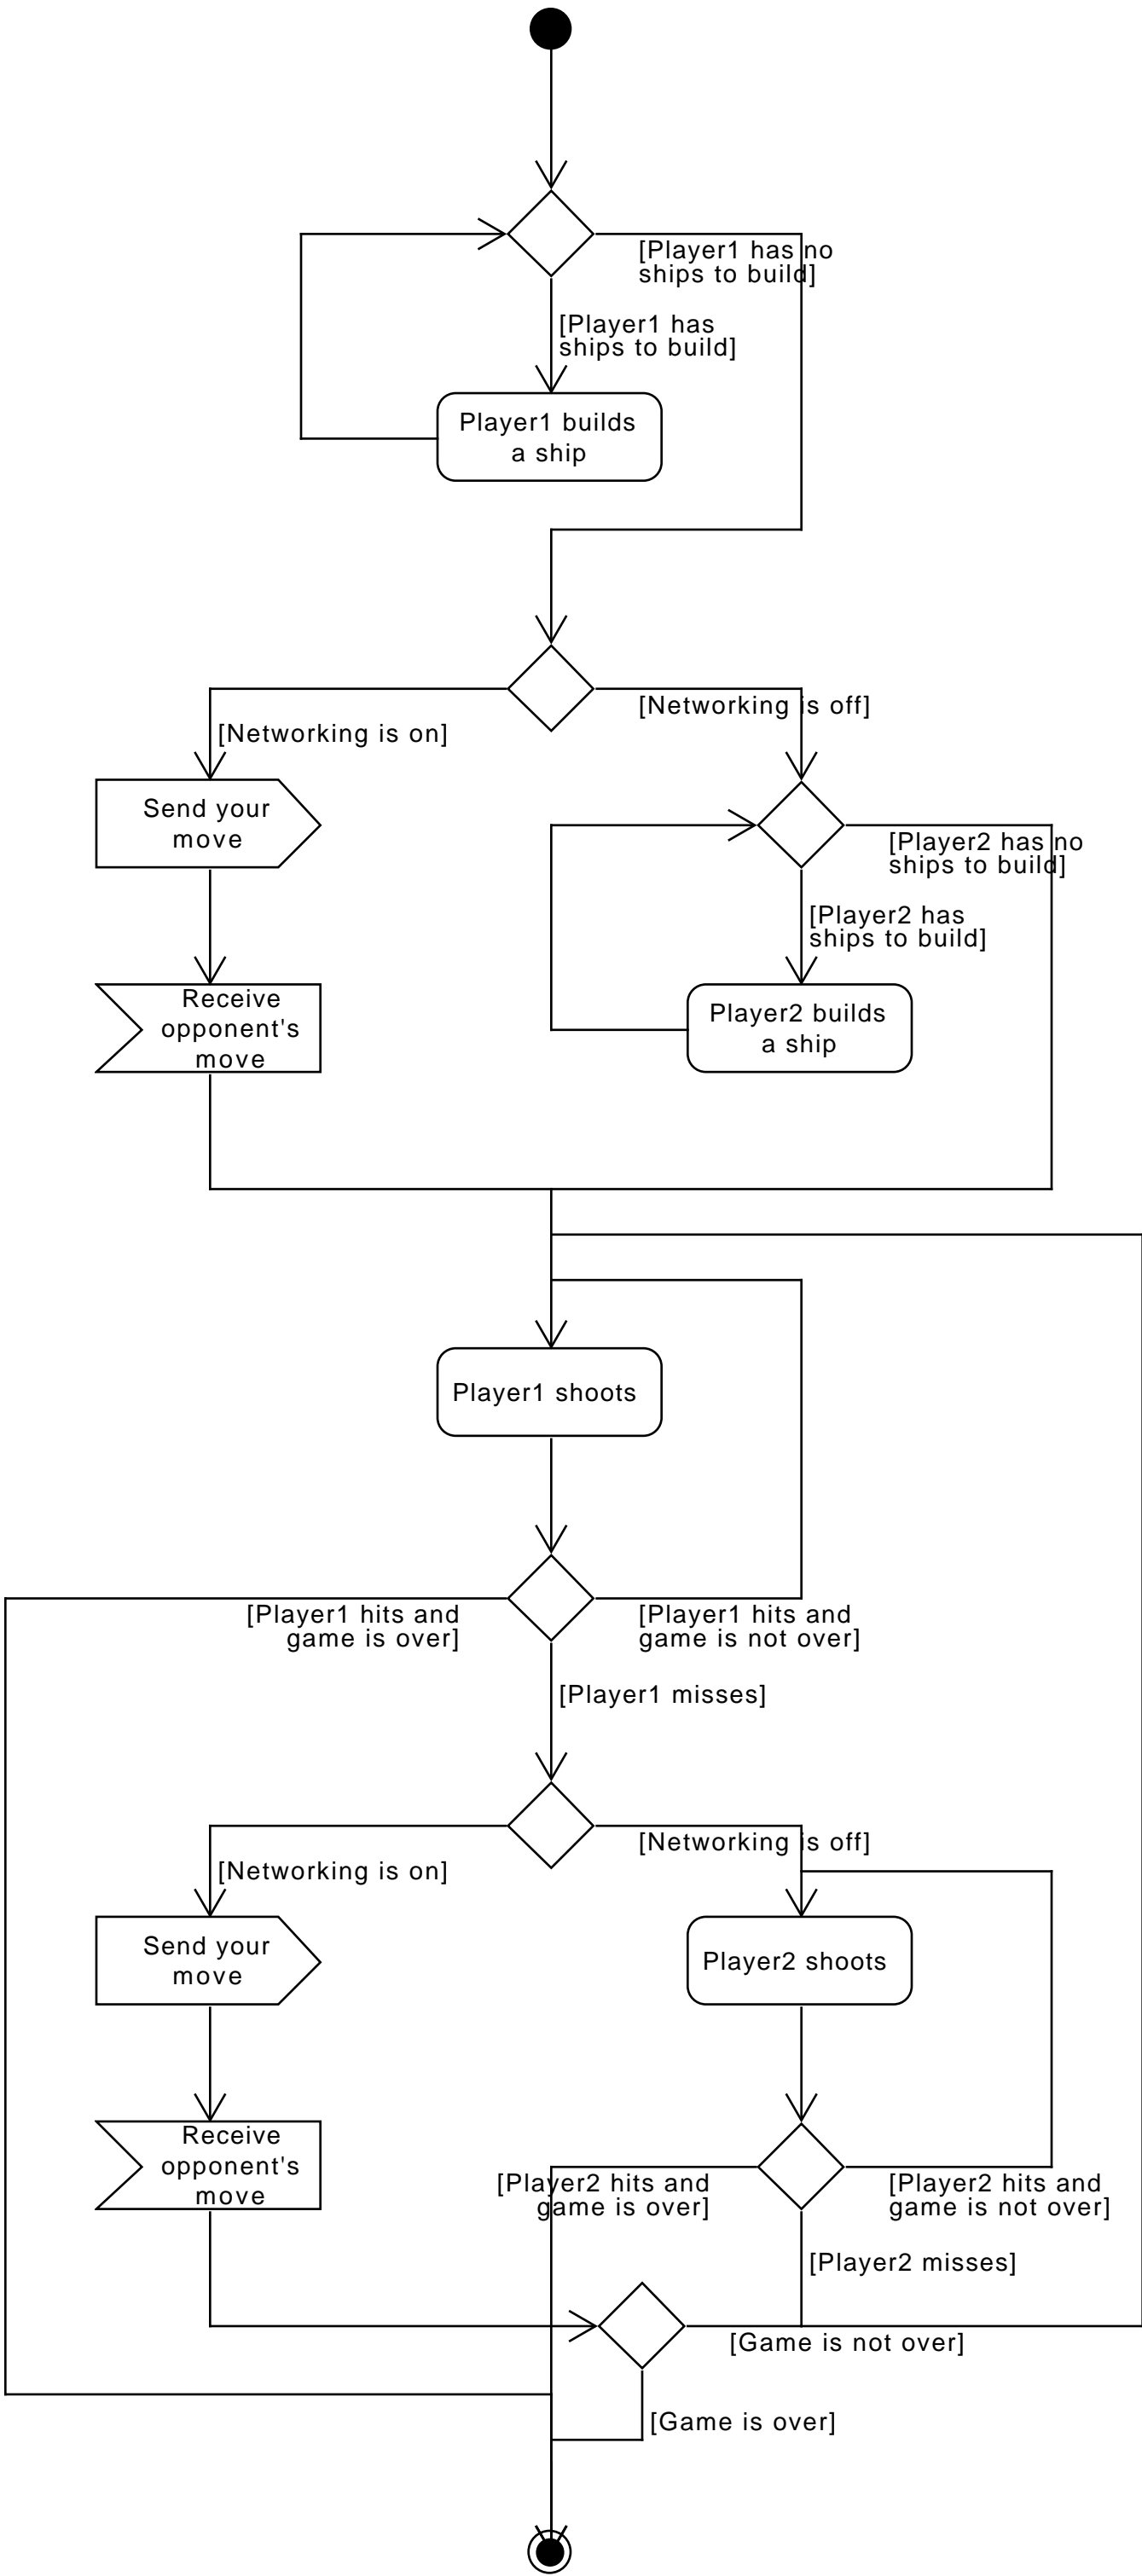 [Player1 has no
ships to build]
[Player1 has
ships to build]
Player1 builds
a ship
[Networking is off]
[Networking is on]
Send your
move
[Player2 has no
ships to build]
[Player2 has
ships to build]
Receive
opponent's
move
Player2 builds
a ship
Player1 shoots
[Player1 hits and
game is over]
[Player1 hits and
game is not over]
[Player1 misses]
[Networking is off]
[Networking is on]
Send your
move
Player2 shoots
Receive
opponent's
move
[Player2 hits and
game is over]
[Player2 hits and
game is not over]
[Player2 misses]
[Game is not over]
[Game is over]